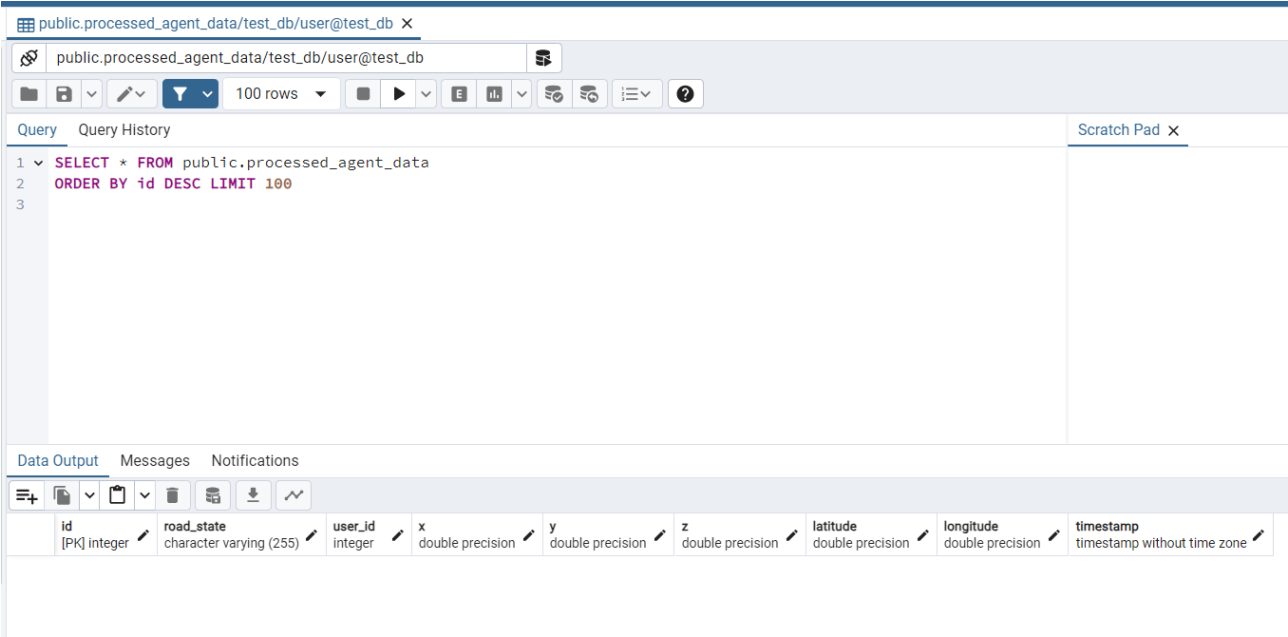 public.processed_agent_data/test_db/user@test_db
public.processed_agent_data/test_db/user@test_db
100 rows
E
Query Query History
Scratch Pad
1 SELECT * FROM public.processed_agent_data
2 ORDER BY id DESC LIMIT 100
3
Data Output Messages Notifications
id road_state user_id x y z latitude longitude timestamp
[PK] integer character varying (255) integer double precision double precision double precision double precision double precision timestamp without time zone